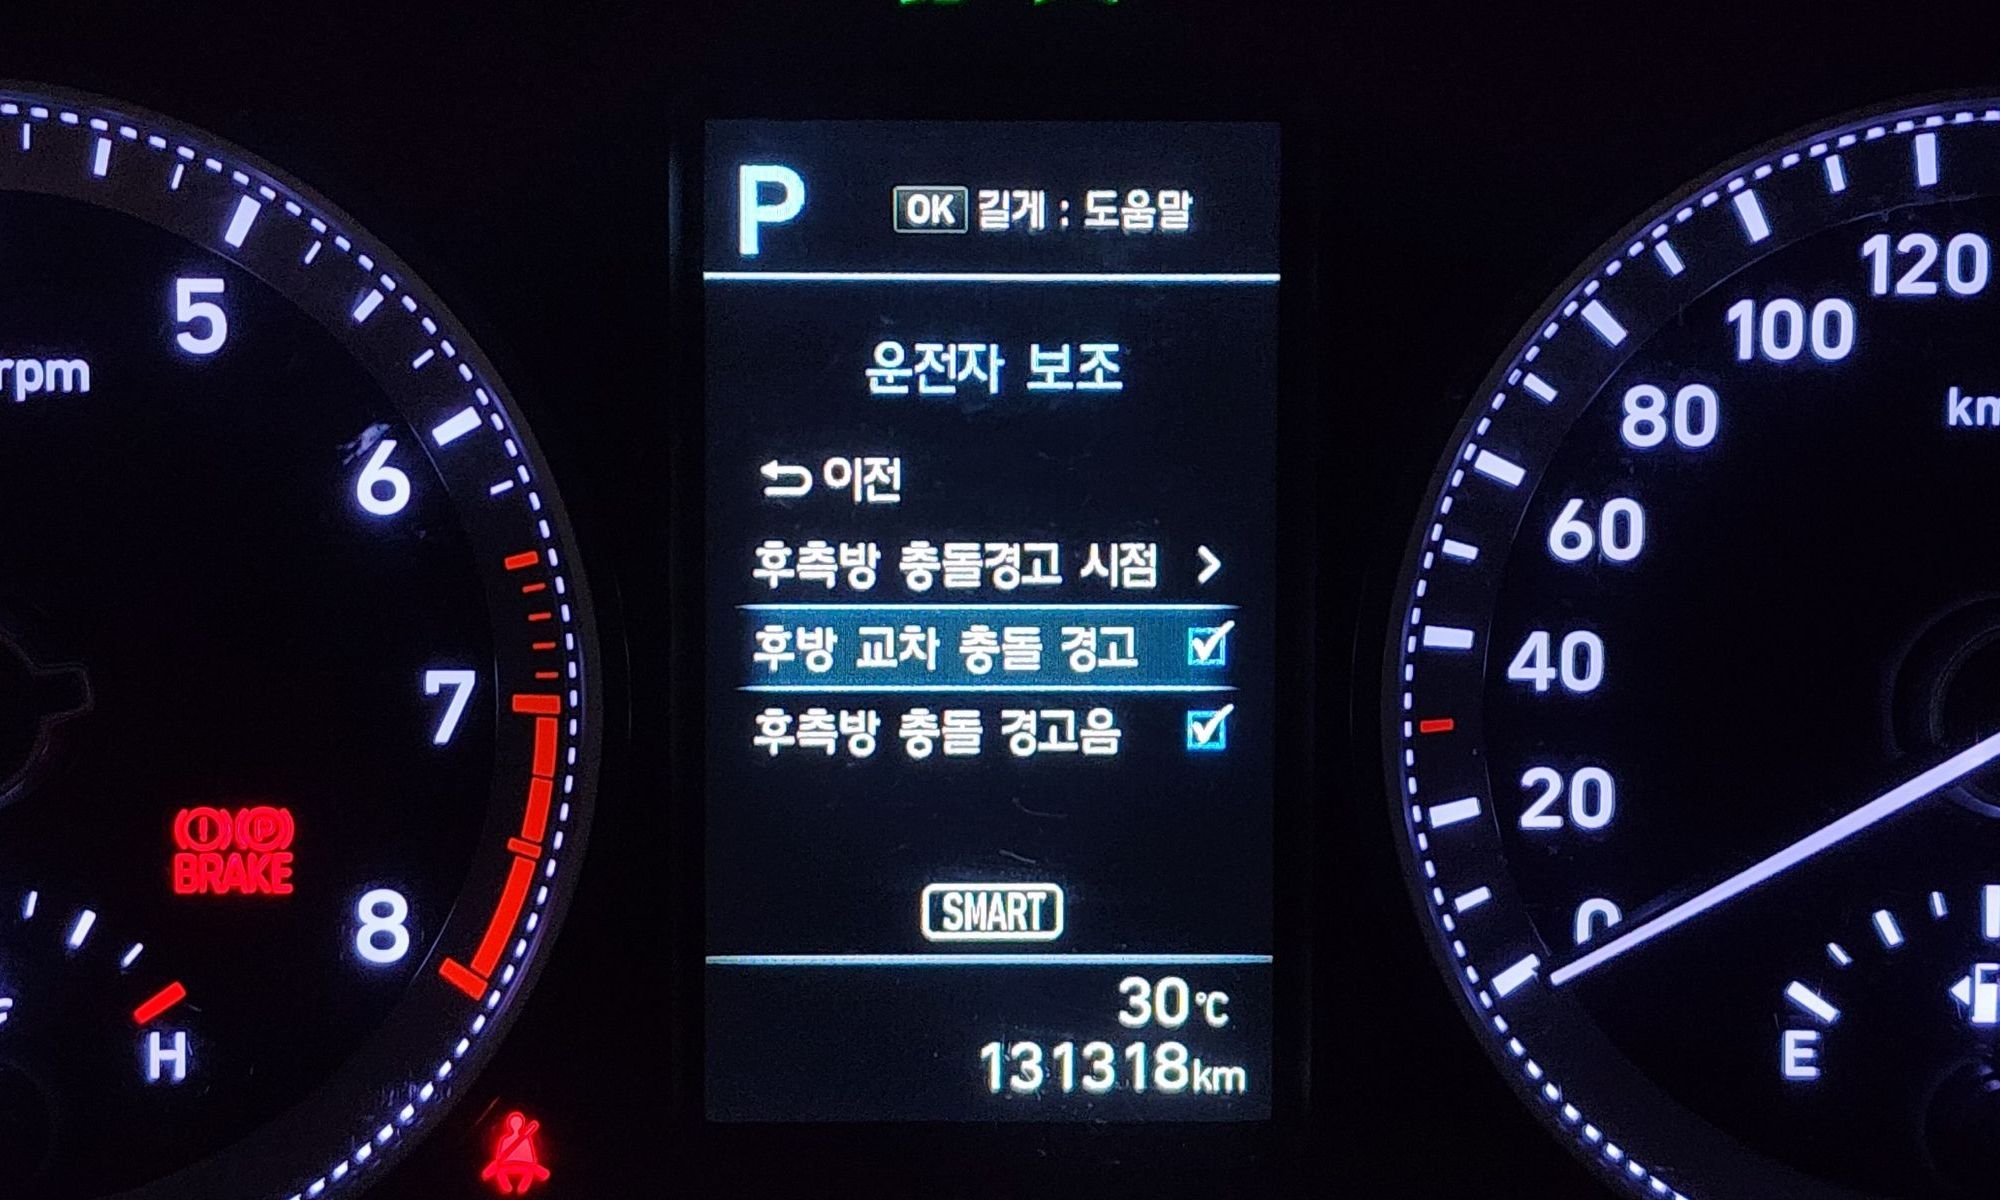 P
OK 길게 : 도움말
운전자 보조
이전
후측방 충돌경고 시점 >
후방 교차 충돌 경고
후측방 충돌 경고음
SMART
30°C
131318km
5
rpm
6
7
8
BRAKE
H
120
100
km
80
60
40
20
0
E